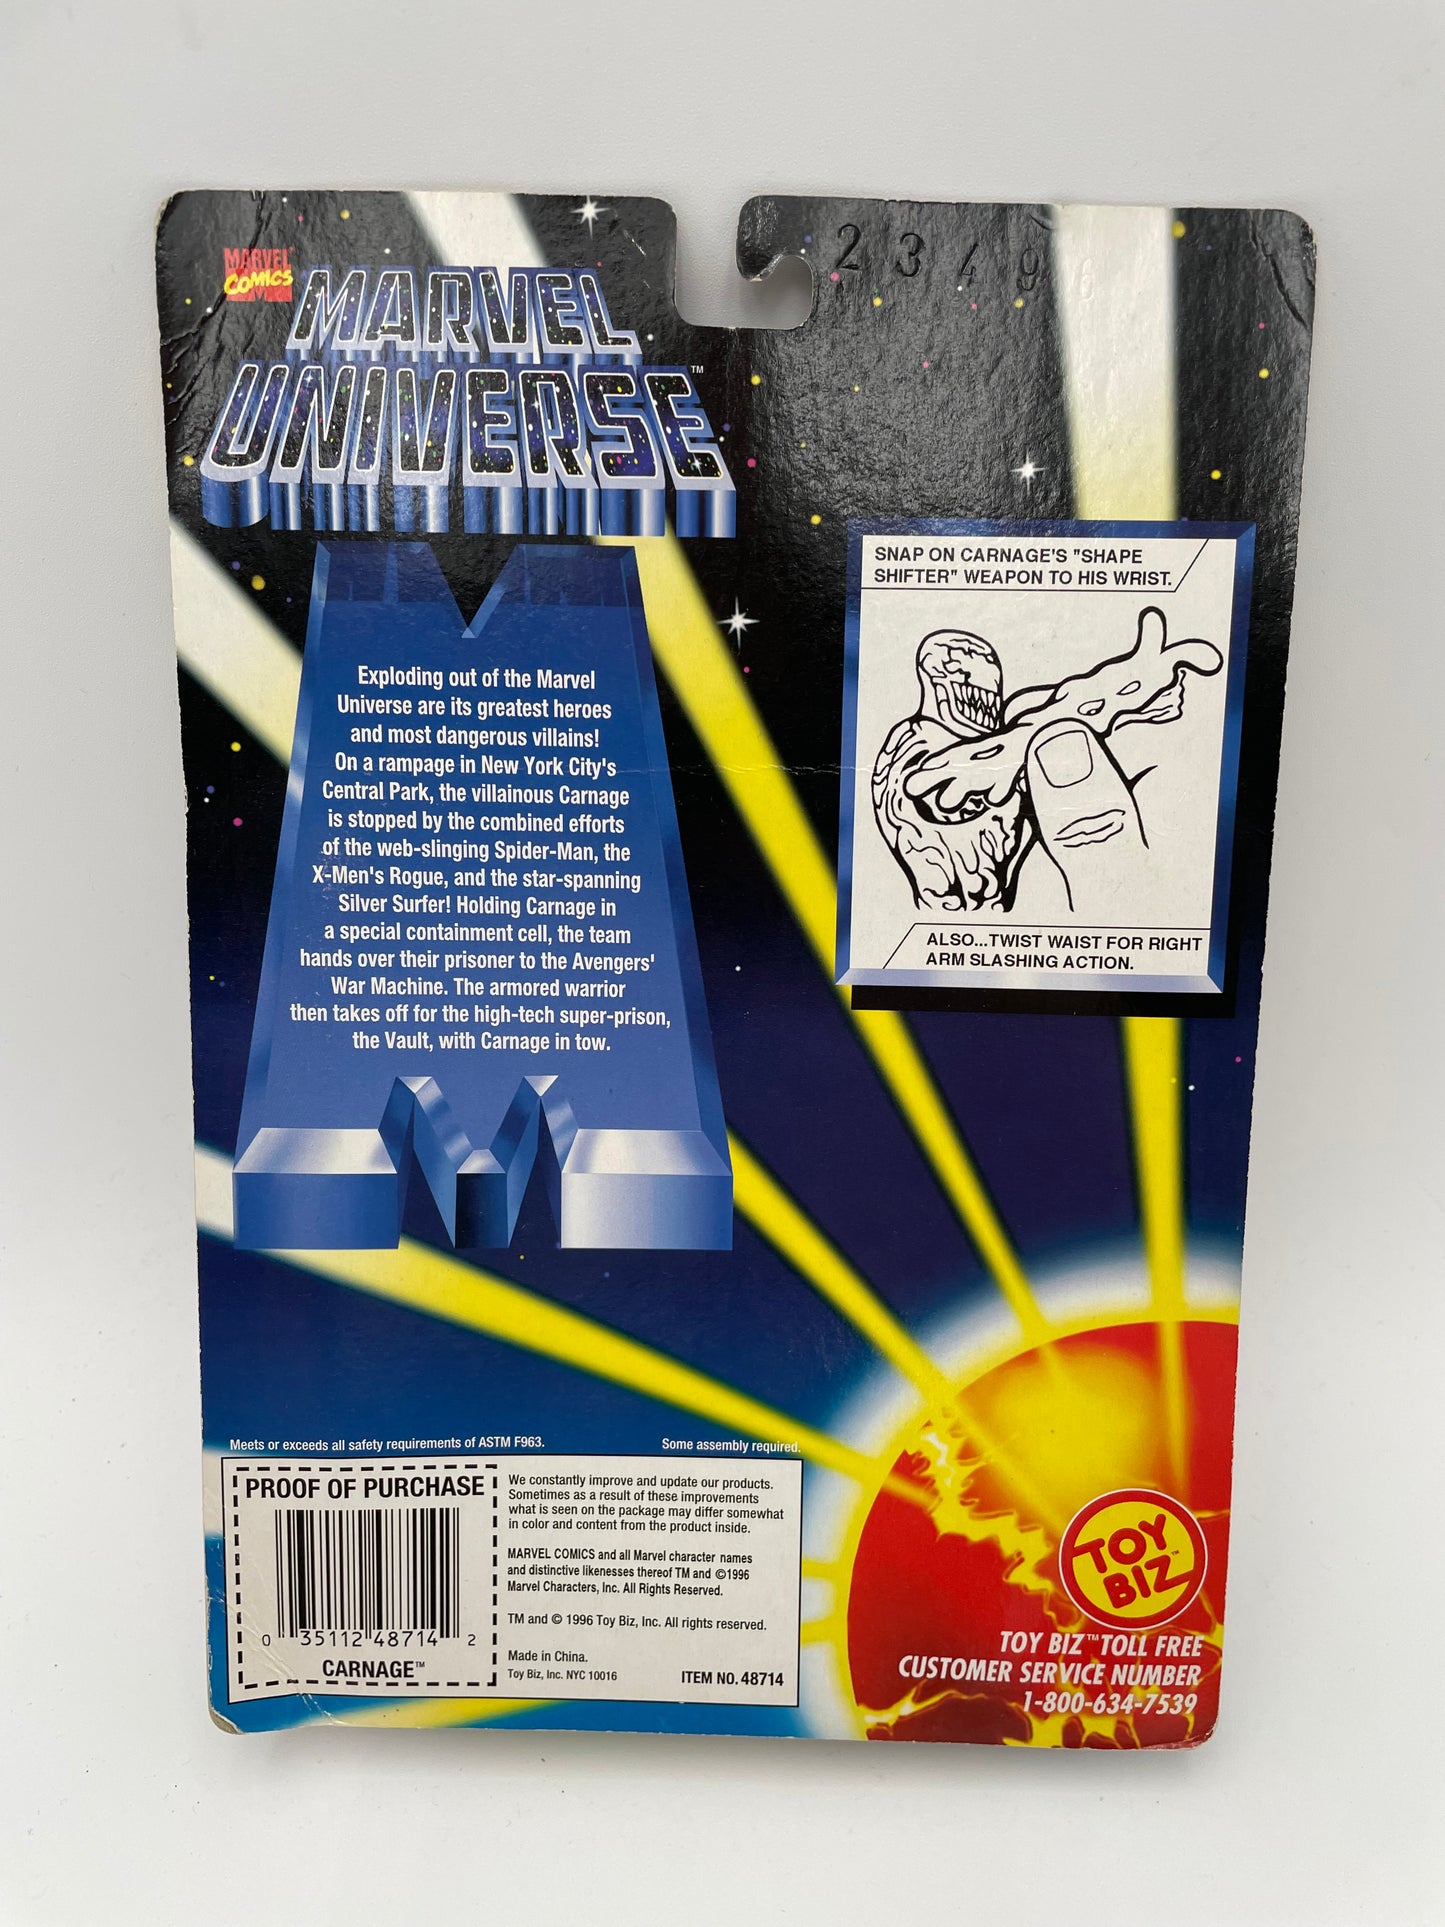 MARVEL
COMICS
MARVEL
UNIVERSE™
2 3 4 9
Exploding out of the Marvel
Universe are its greatest heroes
and most dangerous villains!
On a rampage in New York City's
Central Park, the villainous Carnage
is stopped by the combined efforts
of the web-slinging Spider-Man, the
X-Men's Rogue, and the star-spanning
Silver Surfer! Holding Carnage in
a special containment cell, the team
hands over their prisoner to the Avengers'
War Machine. The armored warrior
then takes off for the high-tech super-prison,
the Vault, with Carnage in tow.
SNAP ON CARNAGE'S "SHAPE
SHIFTER" WEAPON TO HIS WRIST.
ALSO...TWIST WAIST FOR RIGHT
ARM SLASHING ACTION.
Meets or exceeds all safety requirements of ASTM F963.
Some assembly required.
PROOF OF PURCHASE
0 35112 48714 2
CARNAGE™
We constantly improve and update our products.
Sometimes as a result of these improvements
what is seen on the package may differ somewhat
in color and content from the product inside.
MARVEL COMICS and all Marvel character names
and distinctive likenesses thereof TM and ©1996
Marvel Characters, Inc. All Rights Reserved.
TM and © 1996 Toy Biz, Inc. All rights reserved.
Made in China.
Toy Biz, Inc. NYC 10016
ITEM NO. 48714
TOY
BIZ™
TOY BIZ™ TOLL FREE
CUSTOMER SERVICE NUMBER
1-800-634-7539